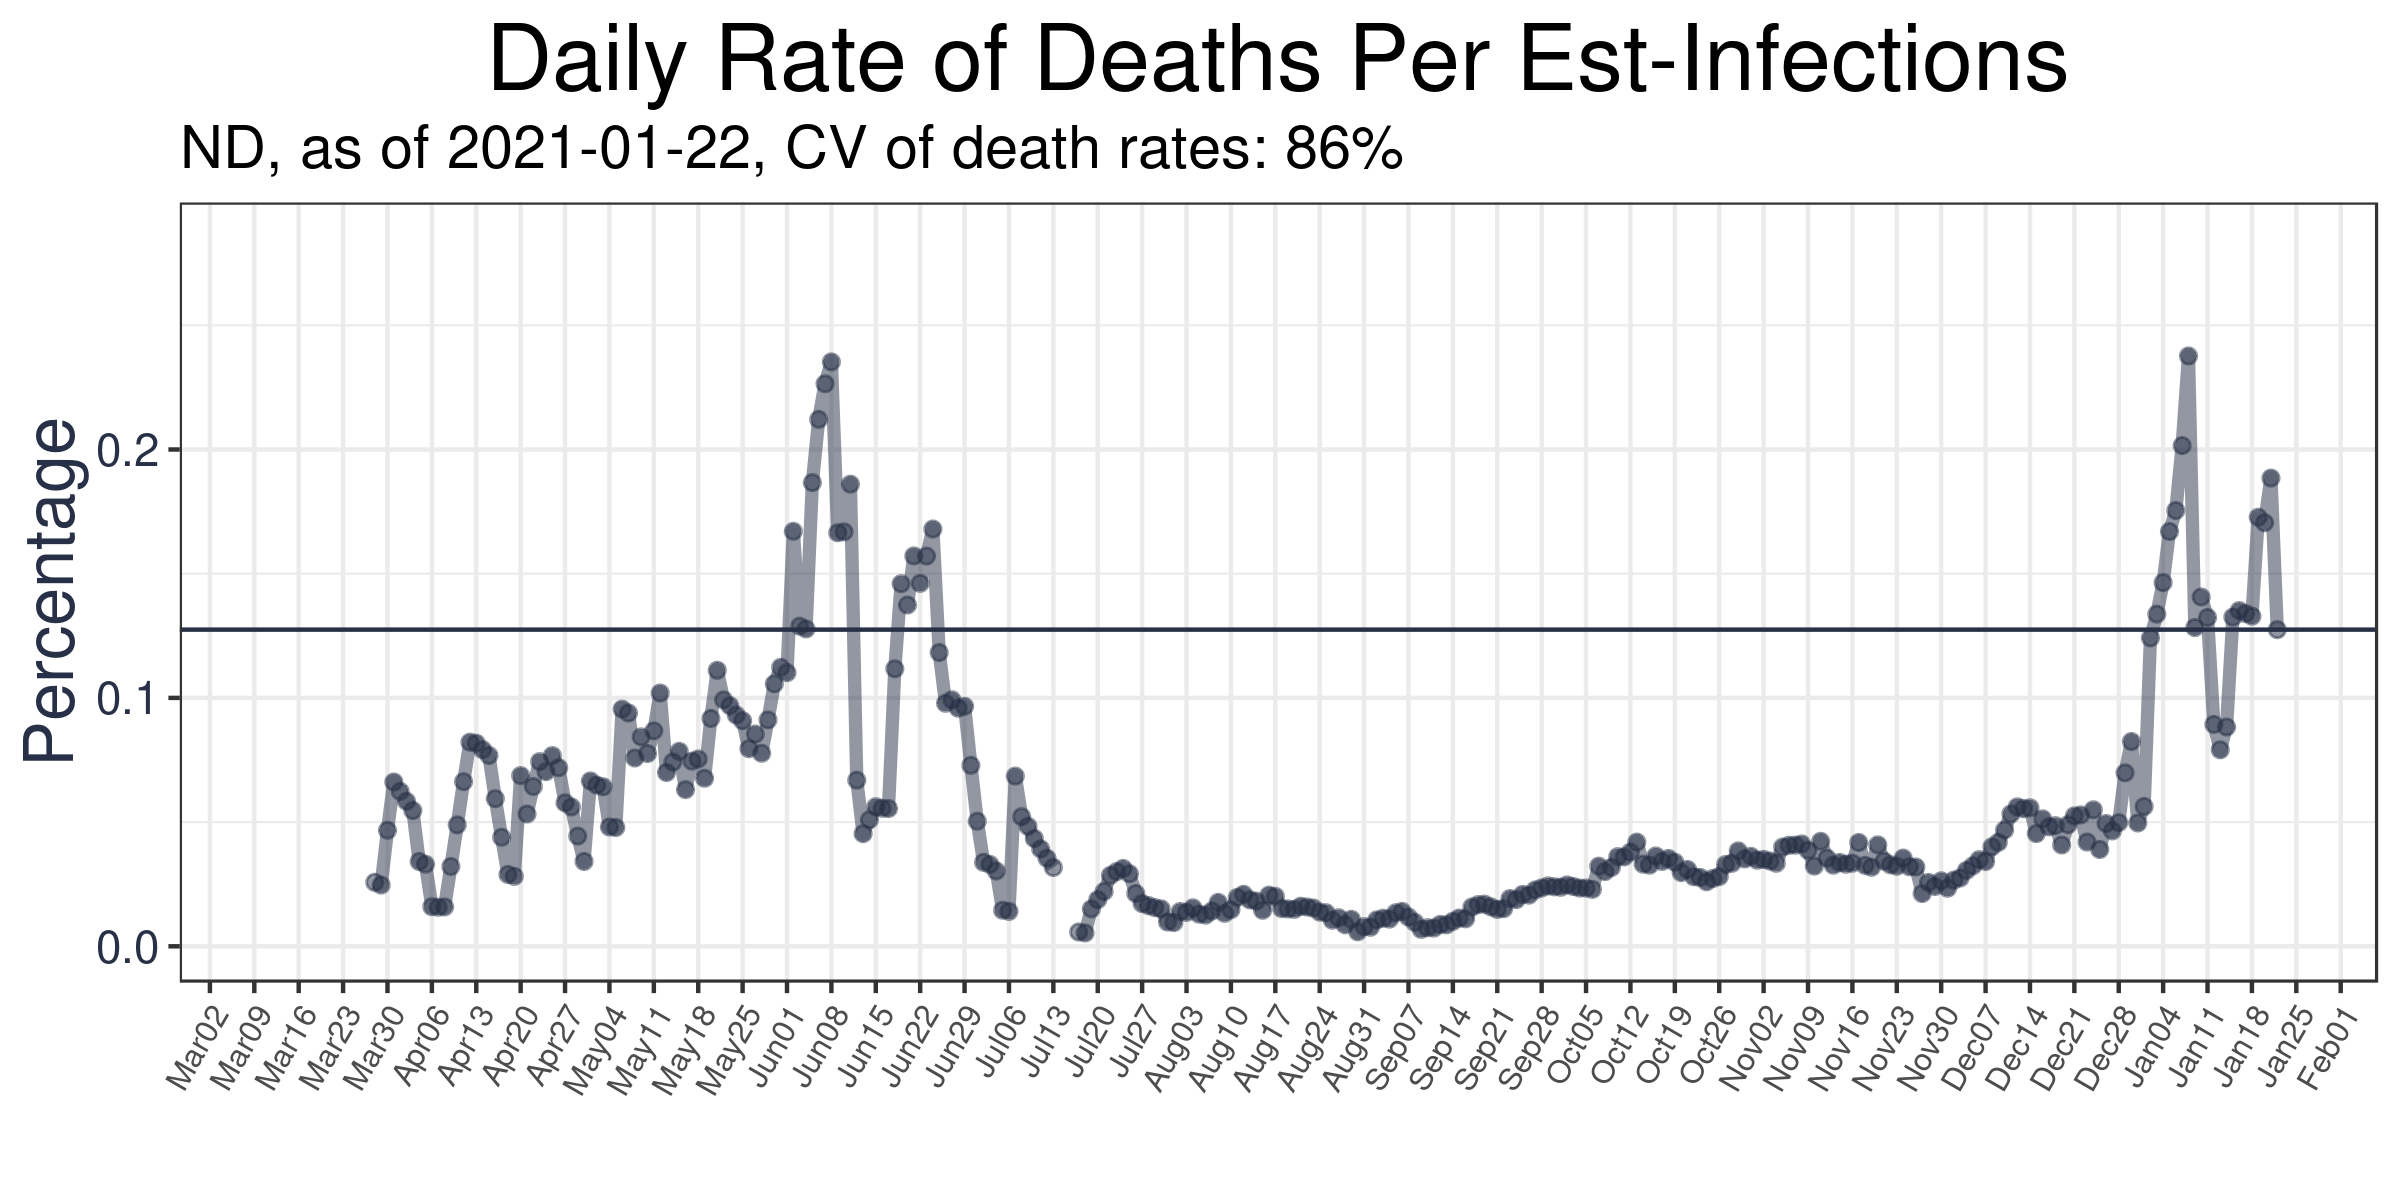 Daily Rate of Deaths Per Est-Infections
ND, as of 2021-01-22, CV of death rates: 86%
Percentage
0.2
0.1
0.0
Mar02
Mar09
Mar16
Mar23
Mar30
Apr06
Apr13
Apr20
Apr27
May04
May11
May18
May25
Jun01
Jun08
Jun15
Jun22
Jun29
Jul06
Jul13
Jul20
Jul27
Aug03
Aug10
Aug17
Aug24
Aug31
Sep07
Sep14
Sep21
Sep28
Oct05
Oct12
Oct19
Oct26
Nov02
Nov09
Nov16
Nov23
Nov30
Dec07
Dec14
Dec21
Dec28
Jan04
Jan11
Jan18
Jan25
Feb01